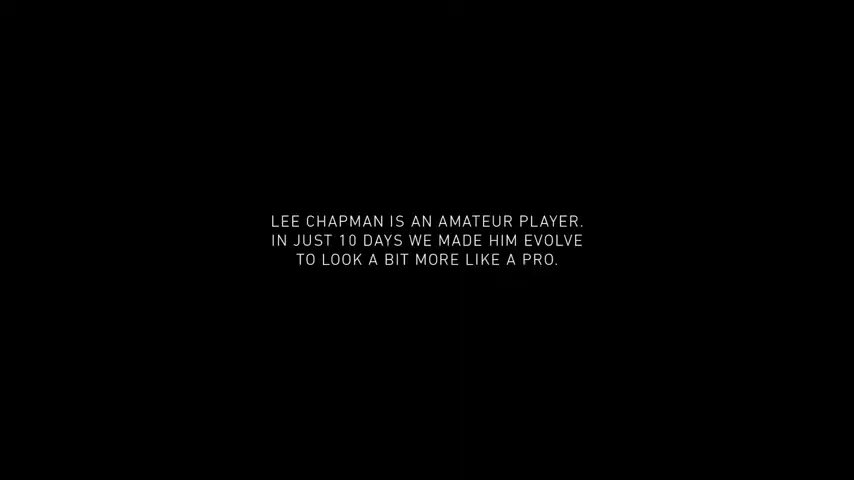 LEE CHAPMAN IS AN AMATEUR PLAYER.
IN JUST 10 DAYS WE MADE HIM EVOLVE
TO LOOK A BIT MORE LIKE A PRO.